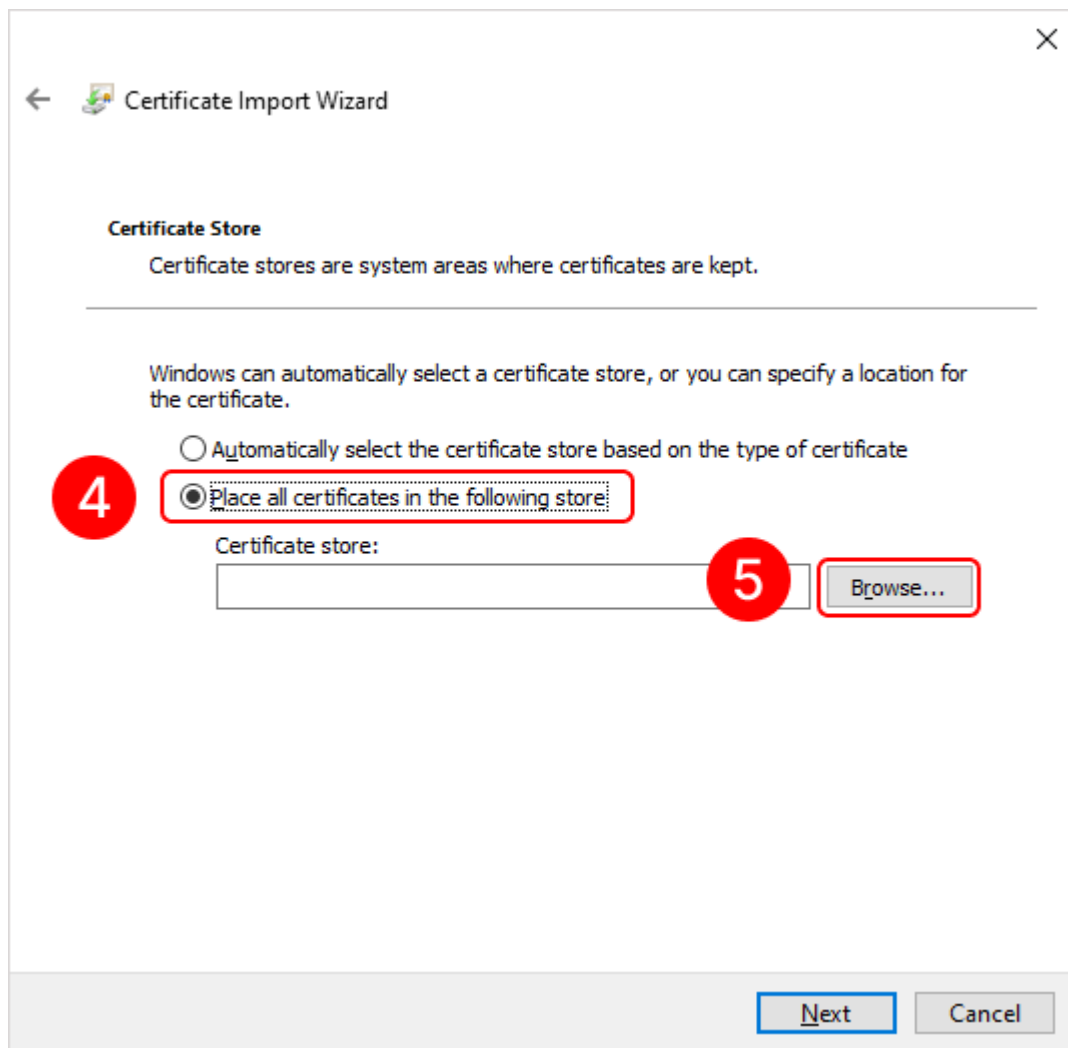 Certificate Import Wizard
Certificate Store
Certificate stores are system areas where certificates are kept.
Windows can automatically select a certificate store, or you can specify a location for
the certificate.
Automatically select the certificate store based on the type of certificate
4
Place all certificates in the following store
Certificate store:
5
Browse...
Next
Cancel